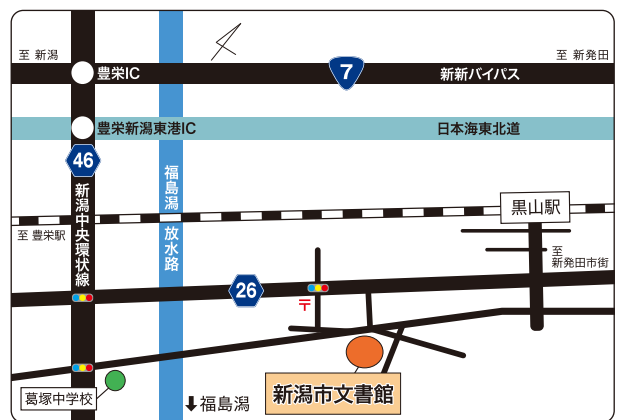 至 新潟
至 新発田
豊栄IC
7
新新バイパス
豊栄新潟東港IC
日本海東北道
46
新潟中央環状線
福島潟 放水路
黒山駅
至 豊栄駅
至
新発田市街
26
〒
新潟市文書館
葛塚中学校
⬇福島潟